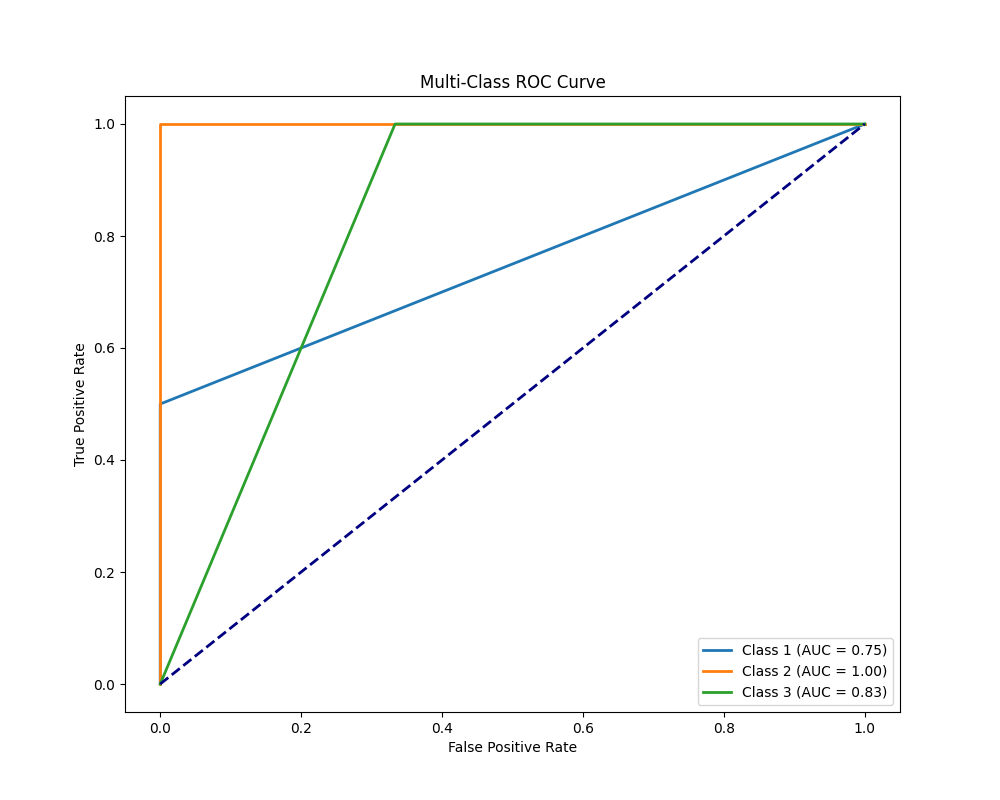 Multi-Class ROC Curve
True Positive Rate
1.0
0.8
0.6
0.4
0.2
0.0
Class 1 (AUC = 0.75)
Class 2 (AUC = 1.00)
Class 3 (AUC = 0.83)
0.0 0.2 0.4 0.6 0.8 1.0
False Positive Rate